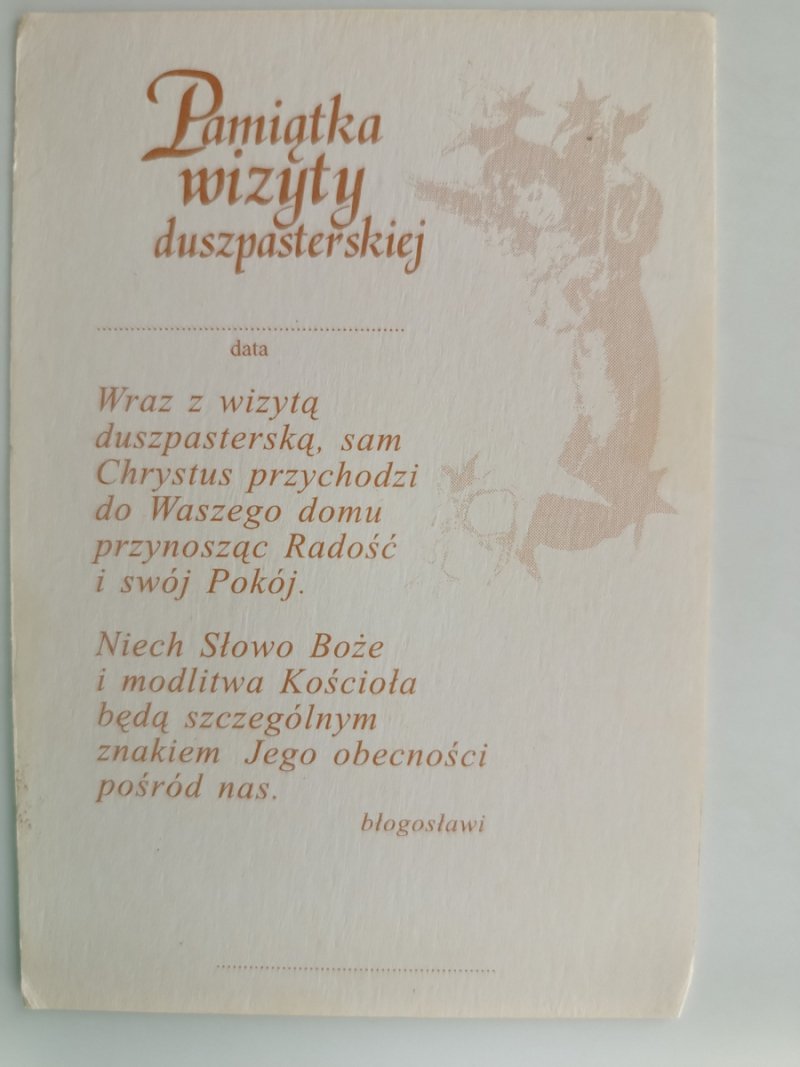 Pamiątka
wizyty
duszpasterskiej
data
Wraz z wizytą
duszpasterską, sam
Chrystus przychodzi
do Waszego domu
przynosząc Radość
i swój Pokój.
Niech Słowo Boże
i modlitwa Kościoła
będą szczególnym
znakiem Jego obecności
pośród nas.
błogosławi